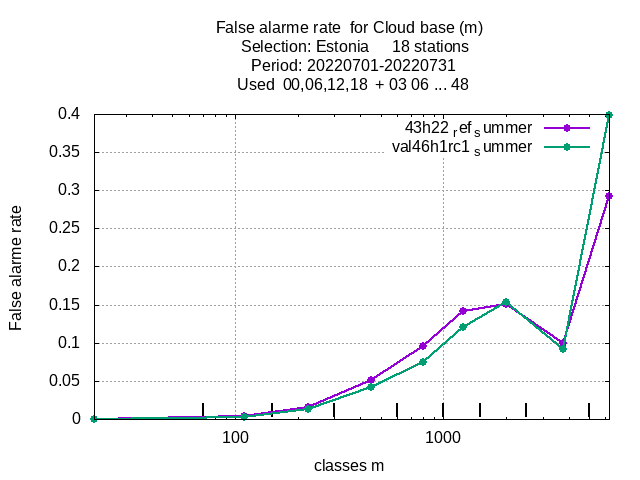 False alarme rate  for Cloud base (m)
Selection: Estonia     18 stations
Period: 20220701-20220731
Used  00,06,12,18  + 03 06 ... 48
43h22 refsummer
val46h1rc1 summer
0.4
0.35
0.3
0.25
0.2
0.15
0.1
0.05
0
100
1000
False alarme rate
classes m